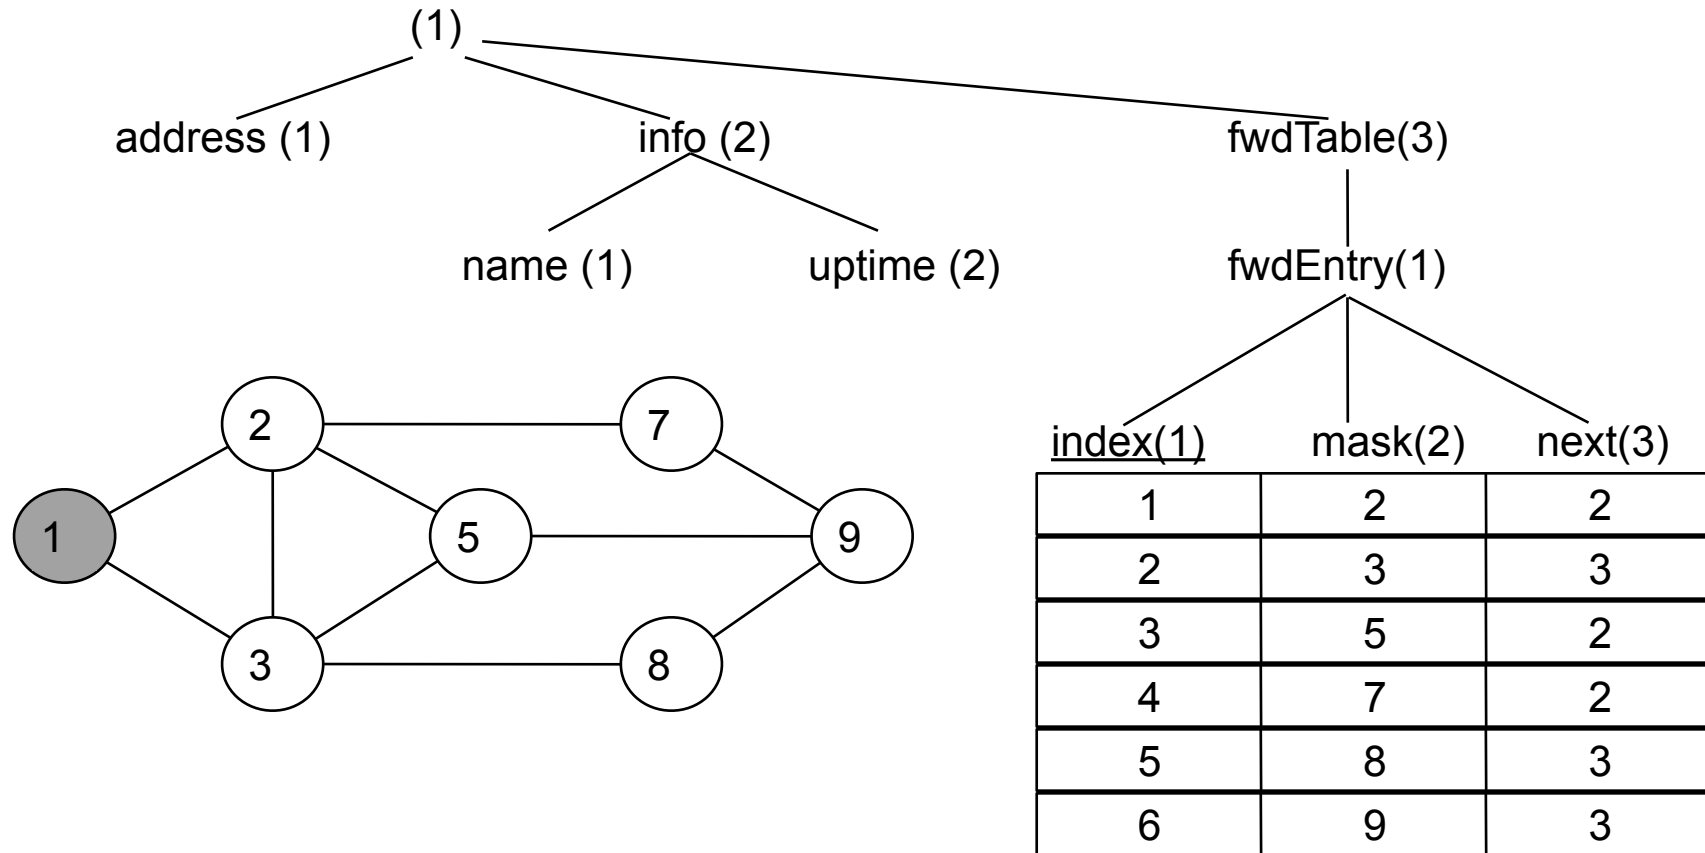 (1)
address (1) info (2) fwdTable(3)
name (1) uptime (2) fwdEntry(1)
index(1) mask(2) next(3)
2 7
1 5 9
3 8
1 2 2
2 3 3
3 5 2
4 7 2
5 8 3
6 9 3